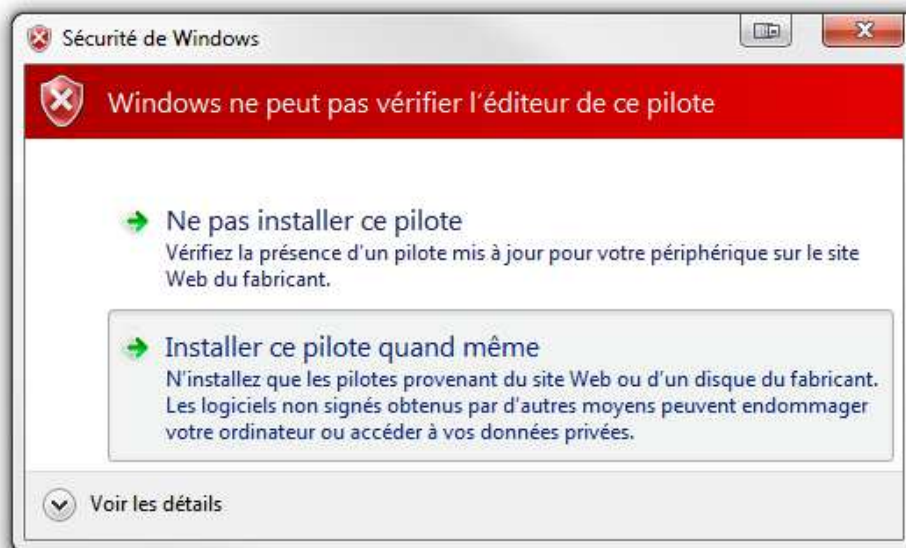 Sécurité de Windows
Windows ne peut pas vérifier l'éditeur de ce pilote
Ne pas installer ce pilote
Vérifiez la présence d'un pilote mis à jour pour votre périphérique sur le site
Web du fabricant.
Installer ce pilote quand même
N'installez que les pilotes provenant du site Web ou d'un disque du fabricant.
Les logiciels non signés obtenus par d'autres moyens peuvent endommager
votre ordinateur ou accéder à vos données privées.
Voir les détails